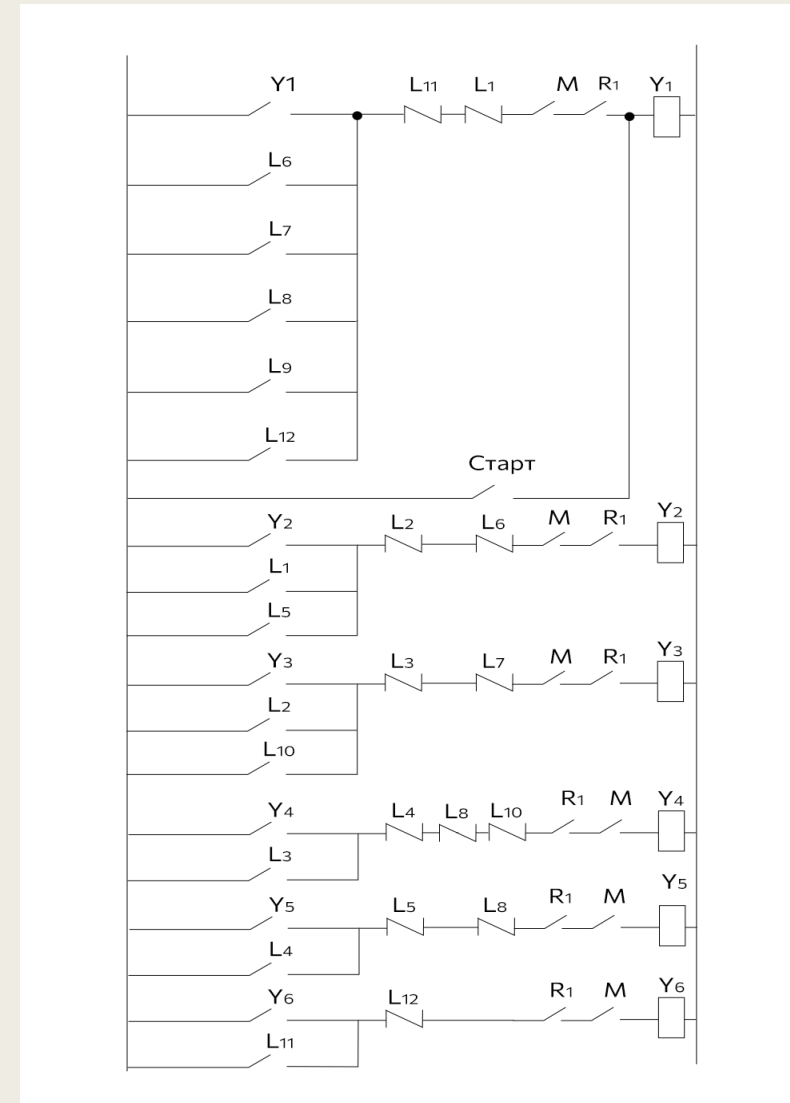 Y1 L11 L1 M R1 Y1
L6
L7
L8
L9
L12
Старт
Y2 L2 L6 M R1 Y2
L1
L5
Y3 L3 L7 M R1 Y3
L2
L10
Y4 L4 L8 L10 R1 M Y4
L3
Y5 L5 L8 R1 M Y5
L4
Y6 L12 R1 M Y6
L11